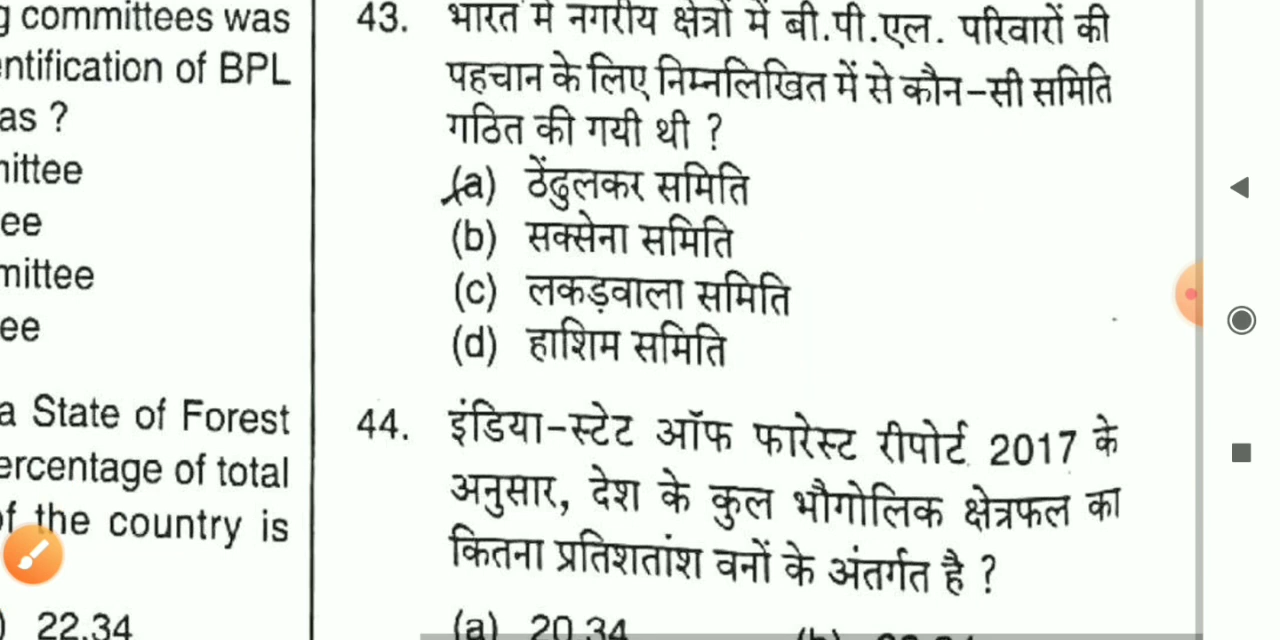 committees was
ntification of BPL
as ?
ittee
ee
mittee
ee
a State of Forest
ercentage of total
the country is
22.34
43. भारत में नगरीय क्षेत्रों में बी.पी.एल. परिवारों की
पहचान के लिए निम्नलिखित में से कौन-सी समिति
गठित की गयी थी ?
(a) ठेंढुलकर समिति
(b) सक्सेना समिति
(c) लकड़वाला समिति
(d) हाशिम समिति
44. इंडिया-स्टेट ऑफ फारेस्ट रीपोर्ट 2017 के
अनुसार, देश के कुल भौगोलिक क्षेत्रफल का
कितना प्रतिशतांश वनों के अंतर्गत है ?
(a) 20.34